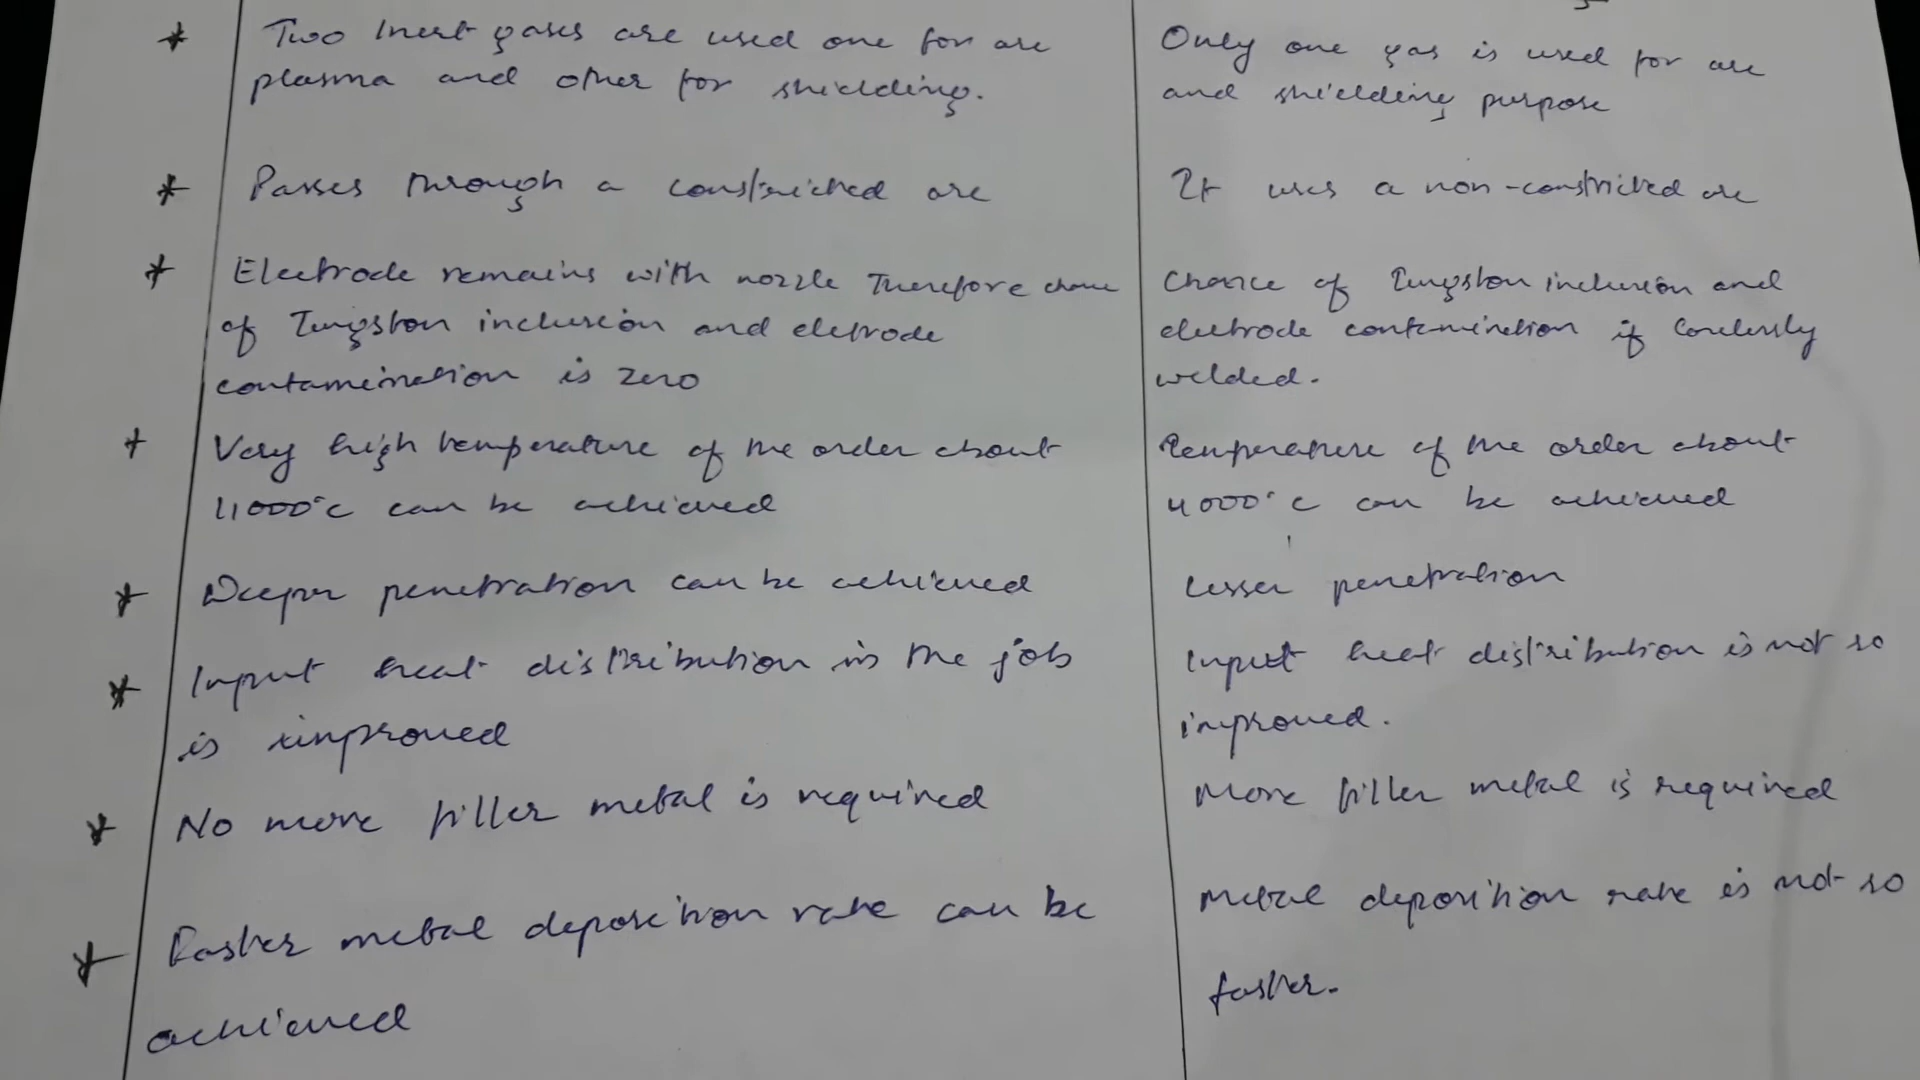 * Two Inert gases are used one for arc
plasma and other for shielding.
Only one gas is used for arc
and shielding purpose
* Passes through a constricted arc
It uses a non-constricted arc
* Electrode remains with nozzle Therefore chance
of Tungston inclusion and eletrode
contamination is zero
Chance of Tungston inclusion and
electrode contamination if carelessly
welded.
+ Very high temperature of the order about
11000°C can be achieved
Temperature of the order about
4000°C can be achieved
* Deeper penetration can be achieved
Lesser penetration
* Input heat distribution in the job
is improved
Input heat distribution is not so
improved.
* No more filler metal is required
More filler metal is required
* Faster metal deposition rate can be
achieved
Metal deposition rate is not so
faster.